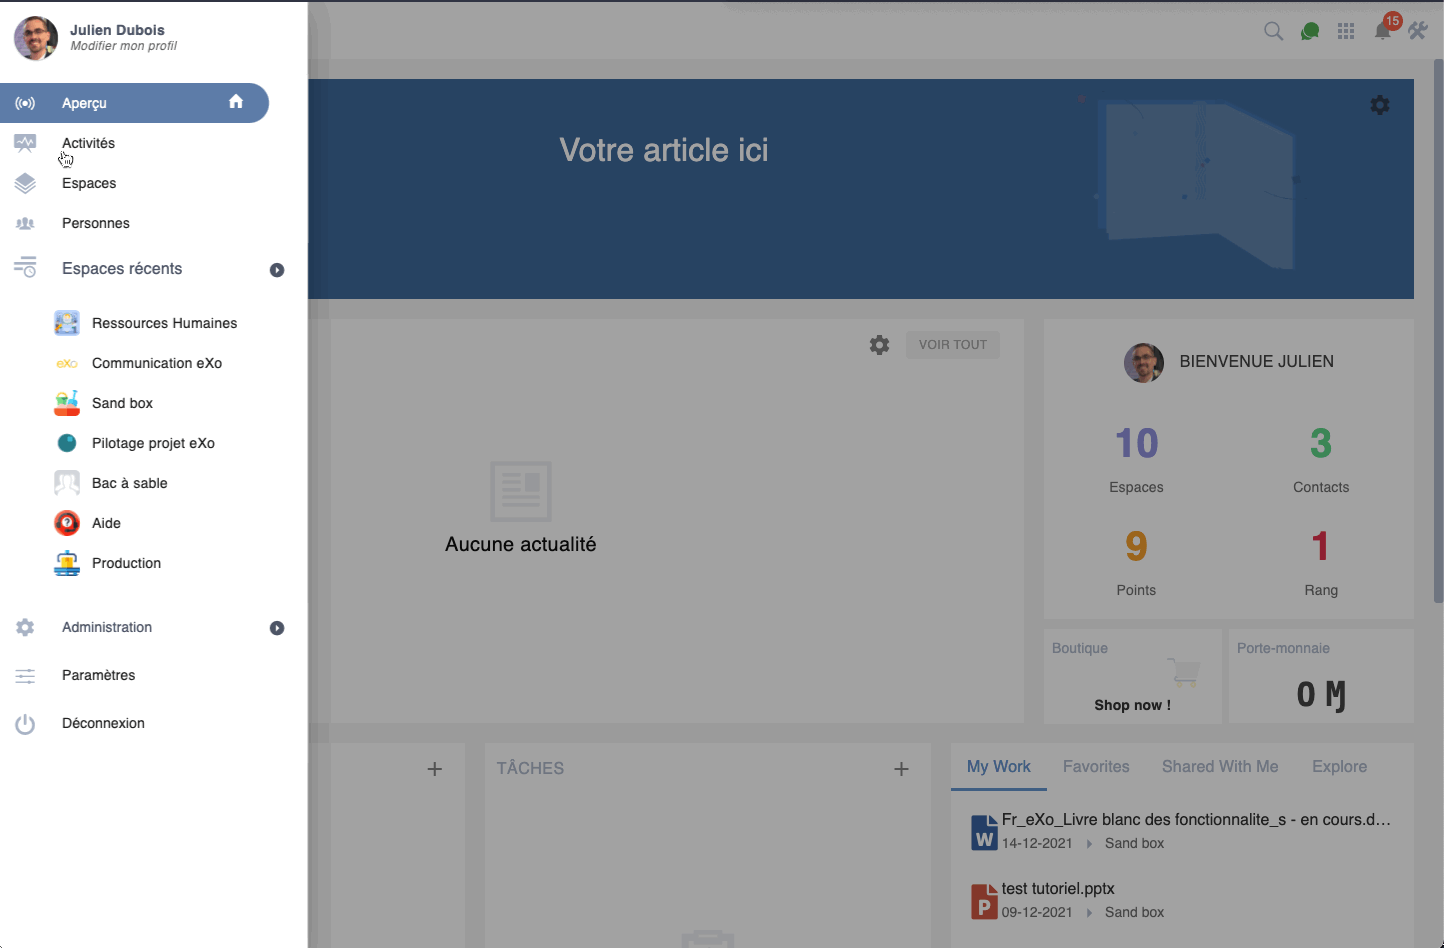 Julien Dubois
Modifier mon profil
Aperçu
Activités
Espaces
Personnes
Espaces récents
Ressources Humaines
eXo
Communication eXo
Sand box
Pilotage projet eXo
Bac à sable
?
Aide
Production
Administration
Paramètres
Déconnexion
15
Votre article ici
VOIR TOUT
Aucune actualité
BIENVENUE JULIEN
10
3
Espaces
Contacts
9
1
Points
Rang
Boutique
Shop now !
Porte-monnaie
0 Ɱ
TÂCHES
My Work
Favorites
Shared With Me
Explore
W
Fr_eXo_Livre blanc des fonctionnalite_s - en cours.d...
14-12-2021
Sand box
P
test tutoriel.pptx
09-12-2021
Sand box